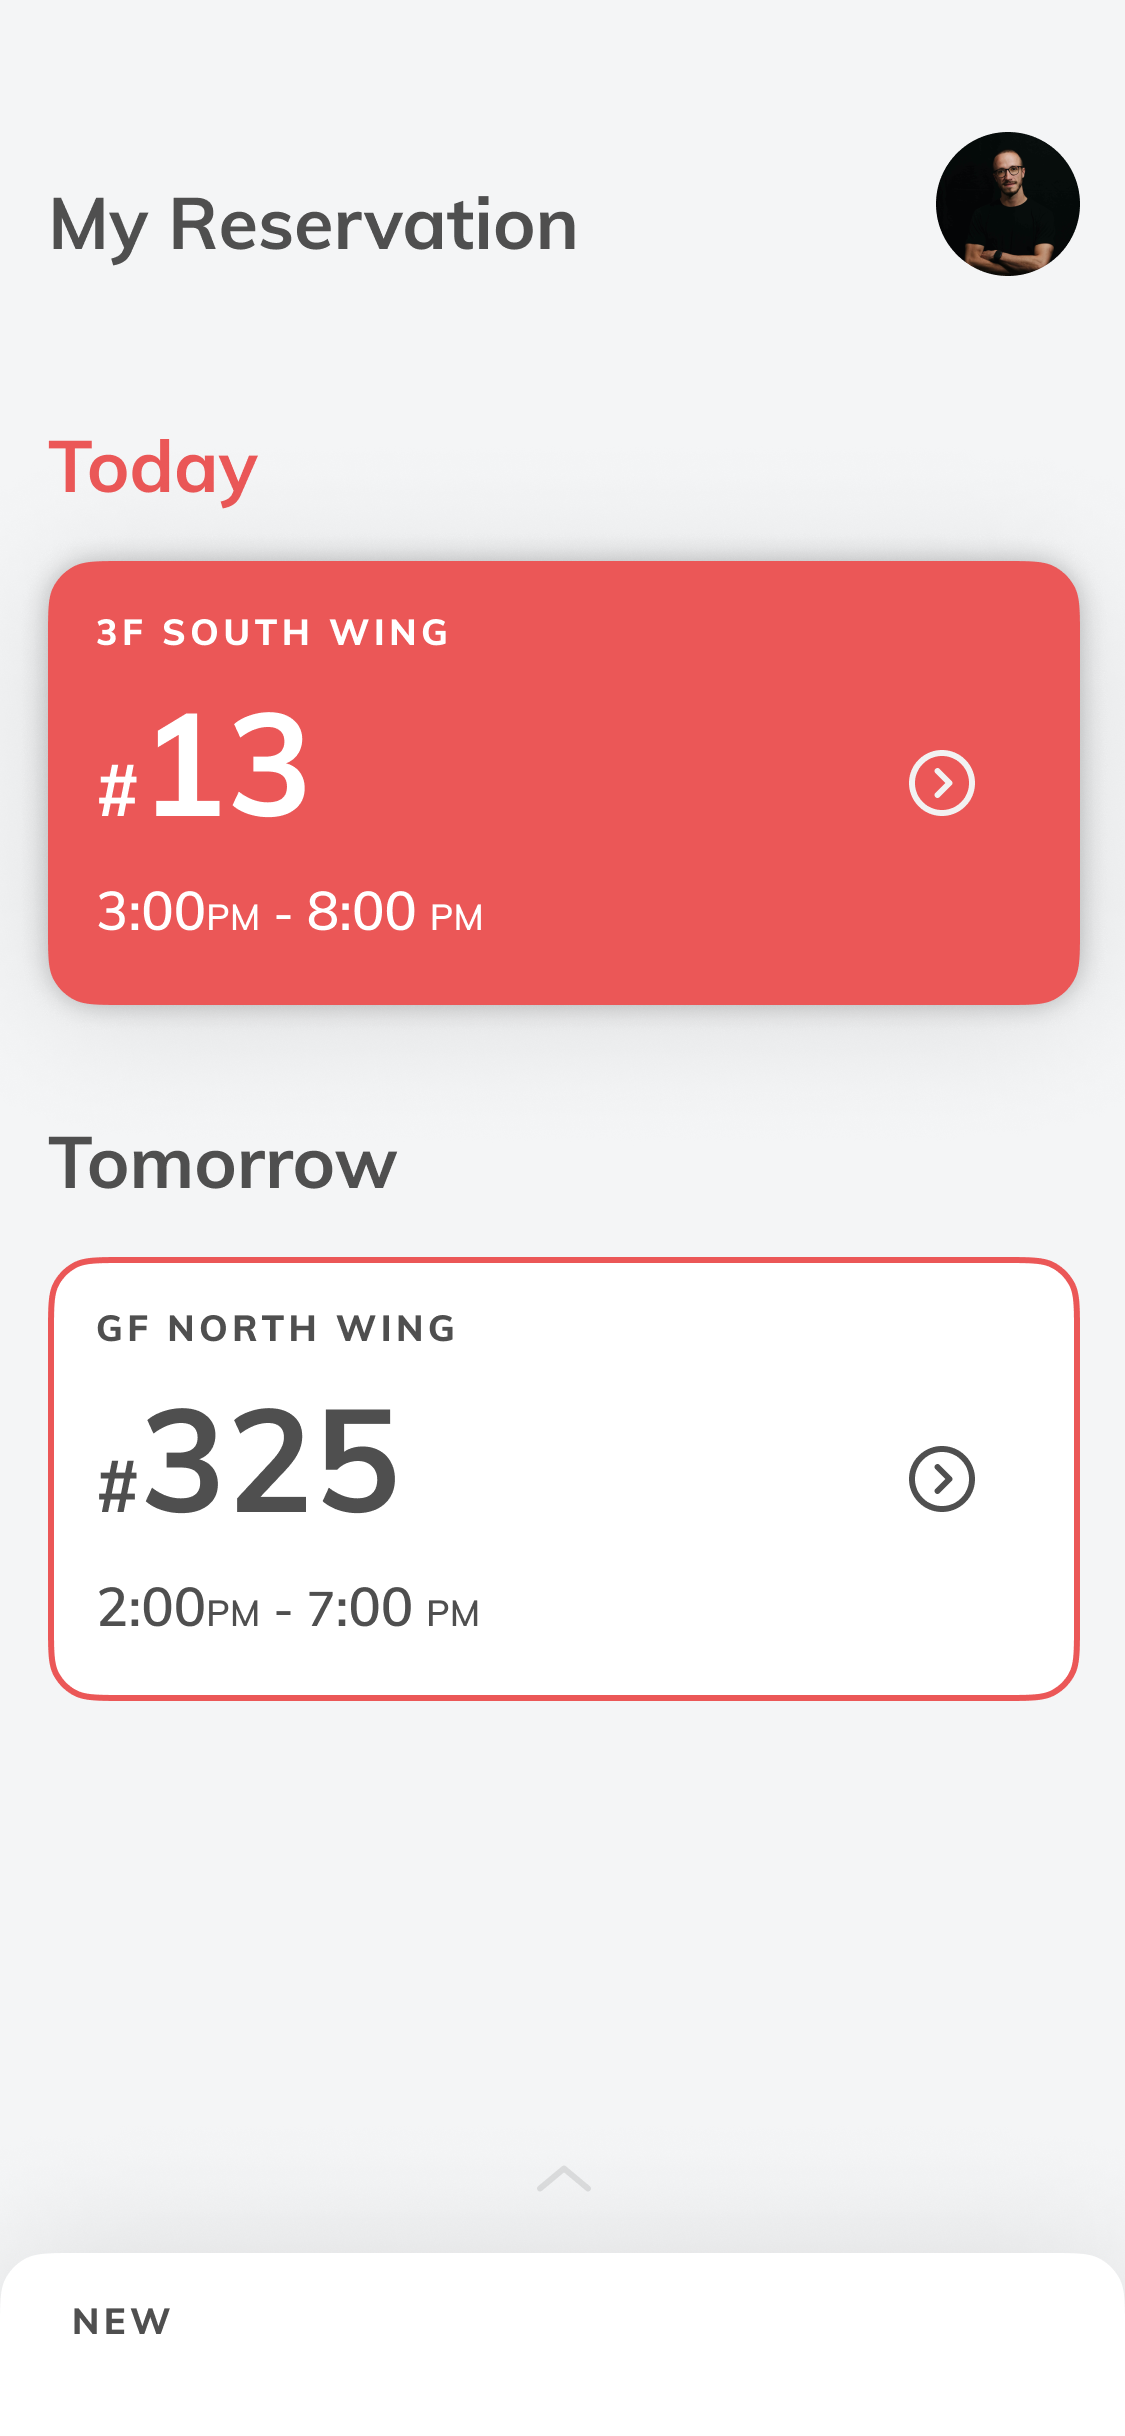 My Reservation
Today
3F SOUTH WING
#13
3:00PM - 8:00 PM
Tomorrow
GF NORTH WING
#325
2:00PM - 7:00 PM
NEW